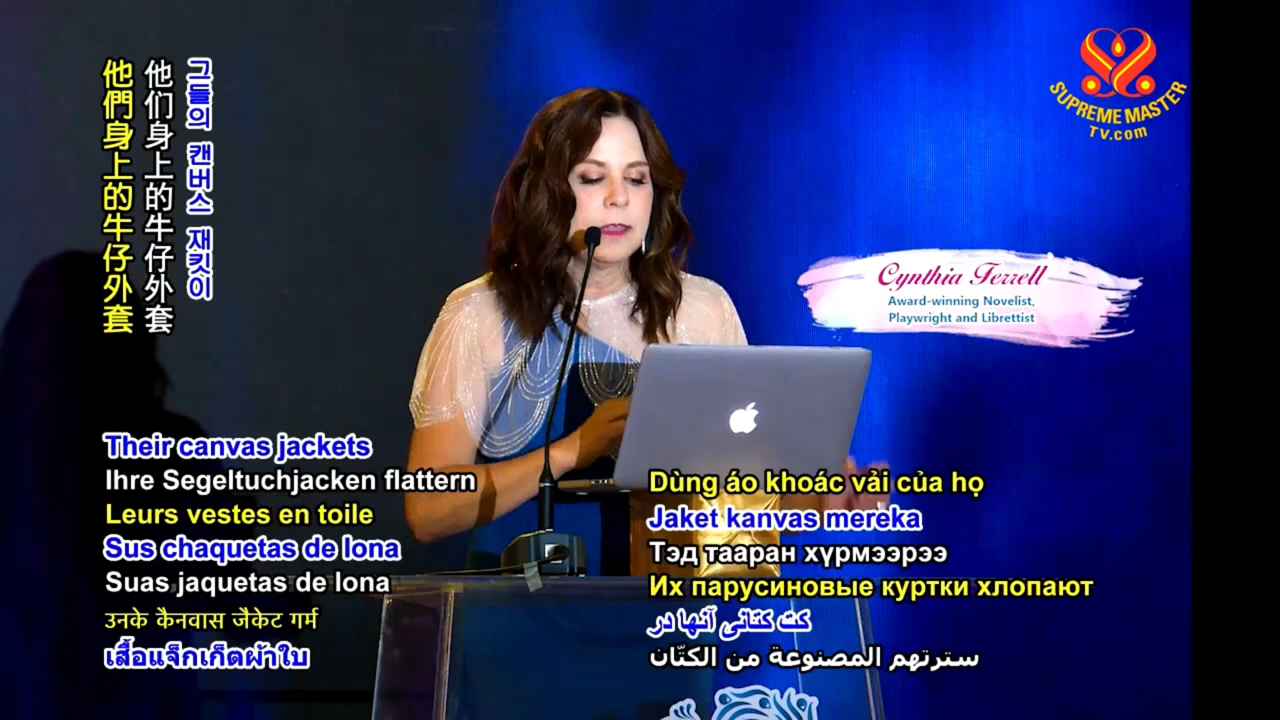 他們身上的牛仔外套
他们身上的牛仔外套
그들의 캔버스 재킷이
SUPREME MASTER
TV.com
Cynthia Ferrell
Award-winning Novelist,
Playwright and Librettist
Their canvas jackets
Ihre Segeltuchjacken flattern
Leurs vestes en toile
Sus chaquetas de lona
Suas jaquetas de lona
उनके कैनवास जैकेट गर्म
เสื้อแจ็กเก็ตผ้าใบ
Dùng áo khoác vải của họ
Jaket kanvas mereka
Тэд тааран хүрмээрээ
Их парусиновые куртки хлопают
کت کتانی آنها در
سترتهم المصنوعة من الكتّان